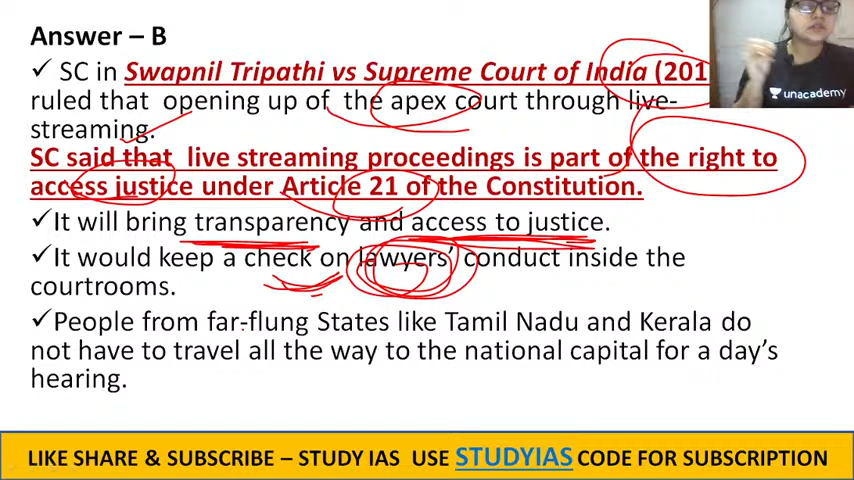 Answer – B
✓ SC in Swapnil Tripathi vs Supreme Court of India (201
ruled that opening up of the apex court through live-
streaming.
SC said that live streaming proceedings is part of the right to
access justice under Article 21 of the Constitution.
✓It will bring transparency and access to justice.
✓It would keep a check on lawyers’ conduct inside the
courtrooms.
✓People from far-flung States like Tamil Nadu and Kerala do
not have to travel all the way to the national capital for a day’s
hearing.
unacademy
LIKE SHARE & SUBSCRIBE – STUDY IAS USE STUDYIAS CODE FOR SUBSCRIPTION